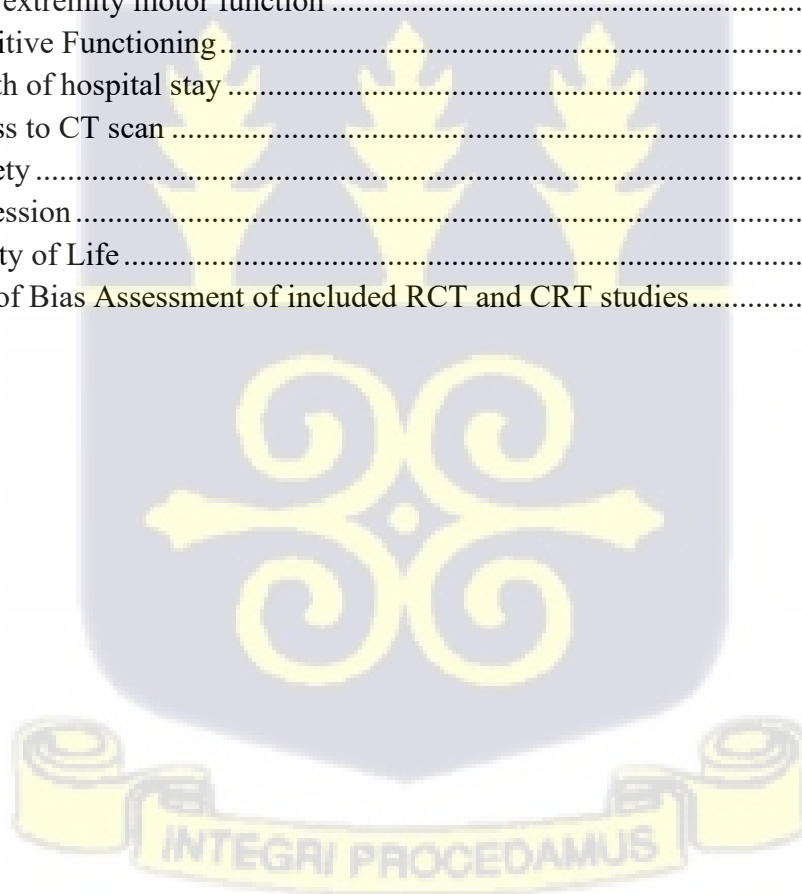 extremity motor function ..........................................................
itive Functioning..........................................................................
th of hospital stay.........................................................................
ss to CT scan ...............................................................................
ety................................................................................................
ession...........................................................................................
ty of Life.....................................................................................
of Bias Assessment of included RCT and CRT studies..............
INTEGRI PROCEDAMUS